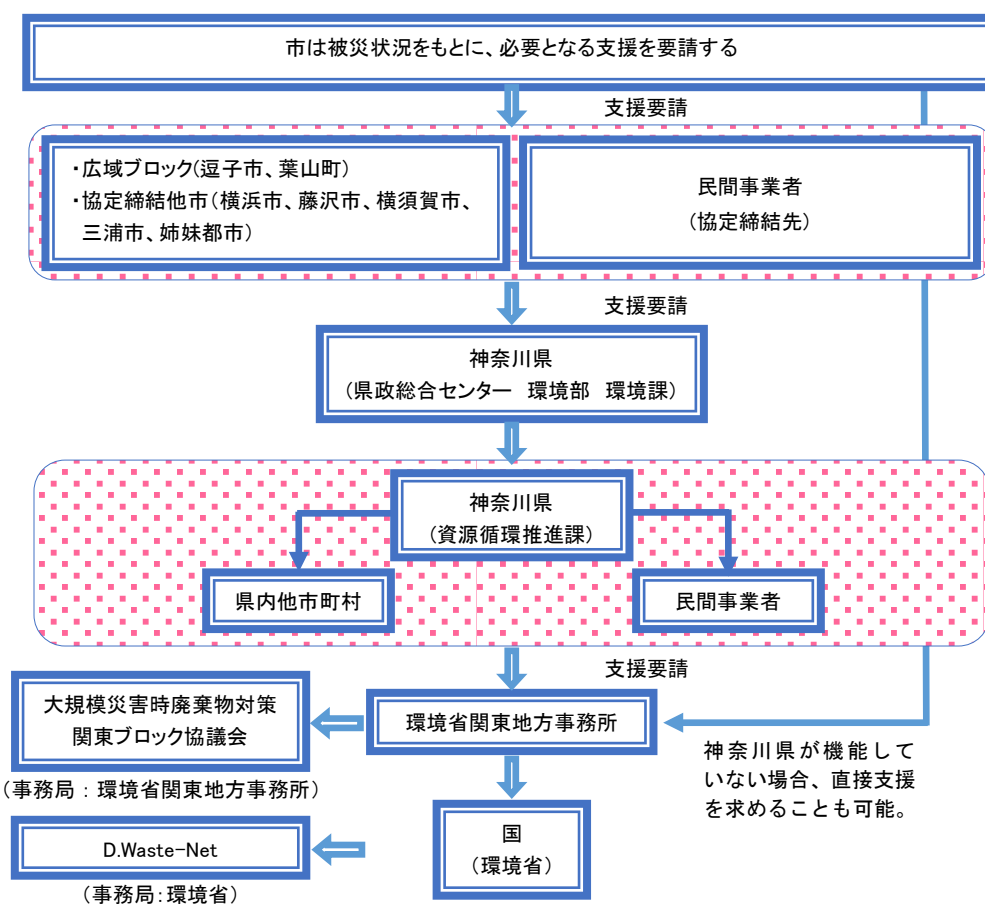 市は被災状況をもとに、必要となる支援を要請する
支援要請
・広域ブロック(逗子市、葉山町)
・協定締結他市(横浜市、藤沢市、横須賀市、
三浦市、姉妹都市)
民間事業者
(協定締結先)
支援要請
神奈川県
(県政総合センター 環境部 環境課)
神奈川県
(資源循環推進課)
県内他市町村
民間事業者
支援要請
大規模災害時廃棄物対策
関東ブロック協議会
(事務局：環境省関東地方事務所)
環境省関東地方事務所
神奈川県が機能して
いない場合、直接支援
を求めることも可能。
D.Waste-Net
(事務局:環境省)
国
(環境省)